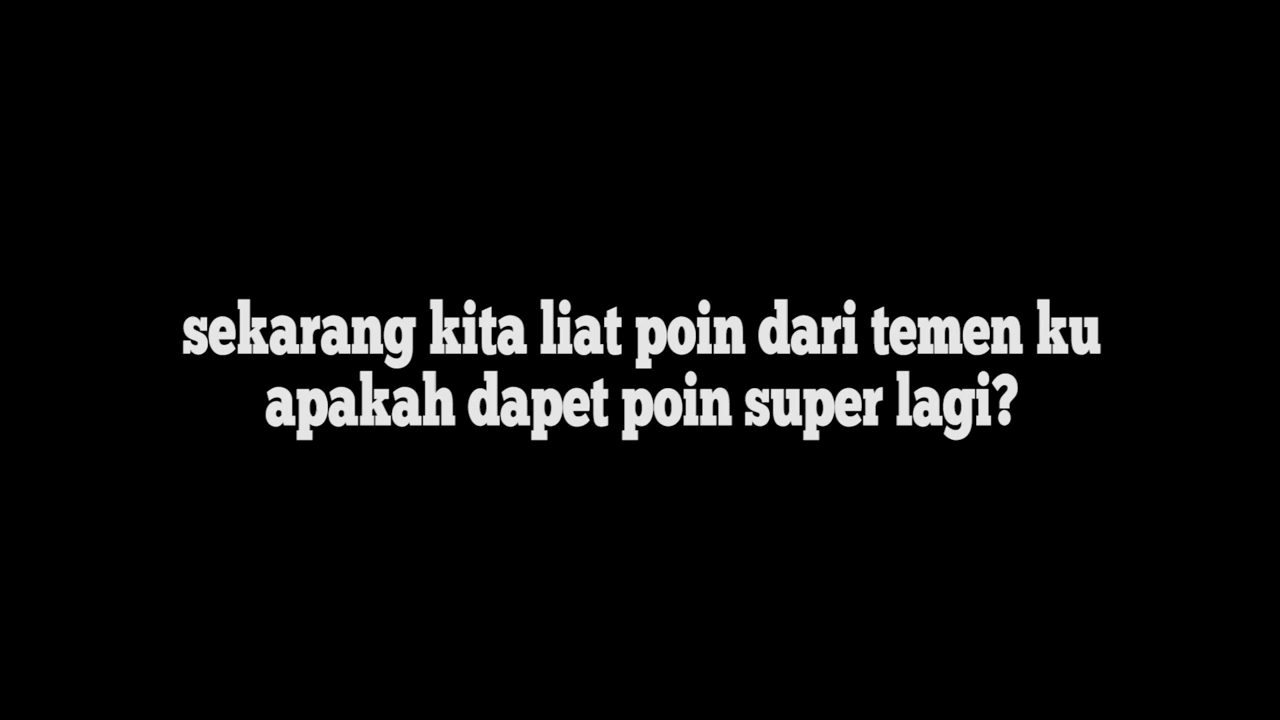 sekarang kita liat poin dari temen ku
apakah dapet poin super lagi?